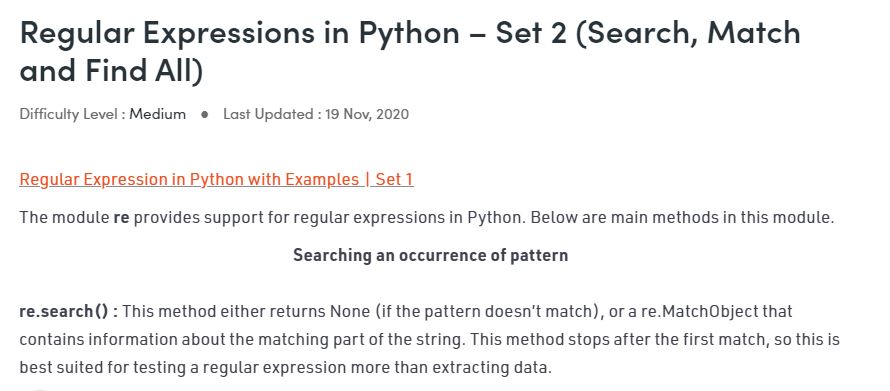 Regular Expressions in Python – Set 2 (Search, Match
and Find All)
Difficulty Level : Medium ● Last Updated : 19 Nov, 2020
Regular Expression in Python with Examples | Set 1
The module re provides support for regular expressions in Python. Below are main methods in this module.
Searching an occurrence of pattern
re.search() : This method either returns None (if the pattern doesn’t match), or a re.MatchObject that
contains information about the matching part of the string. This method stops after the first match, so this is
best suited for testing a regular expression more than extracting data.